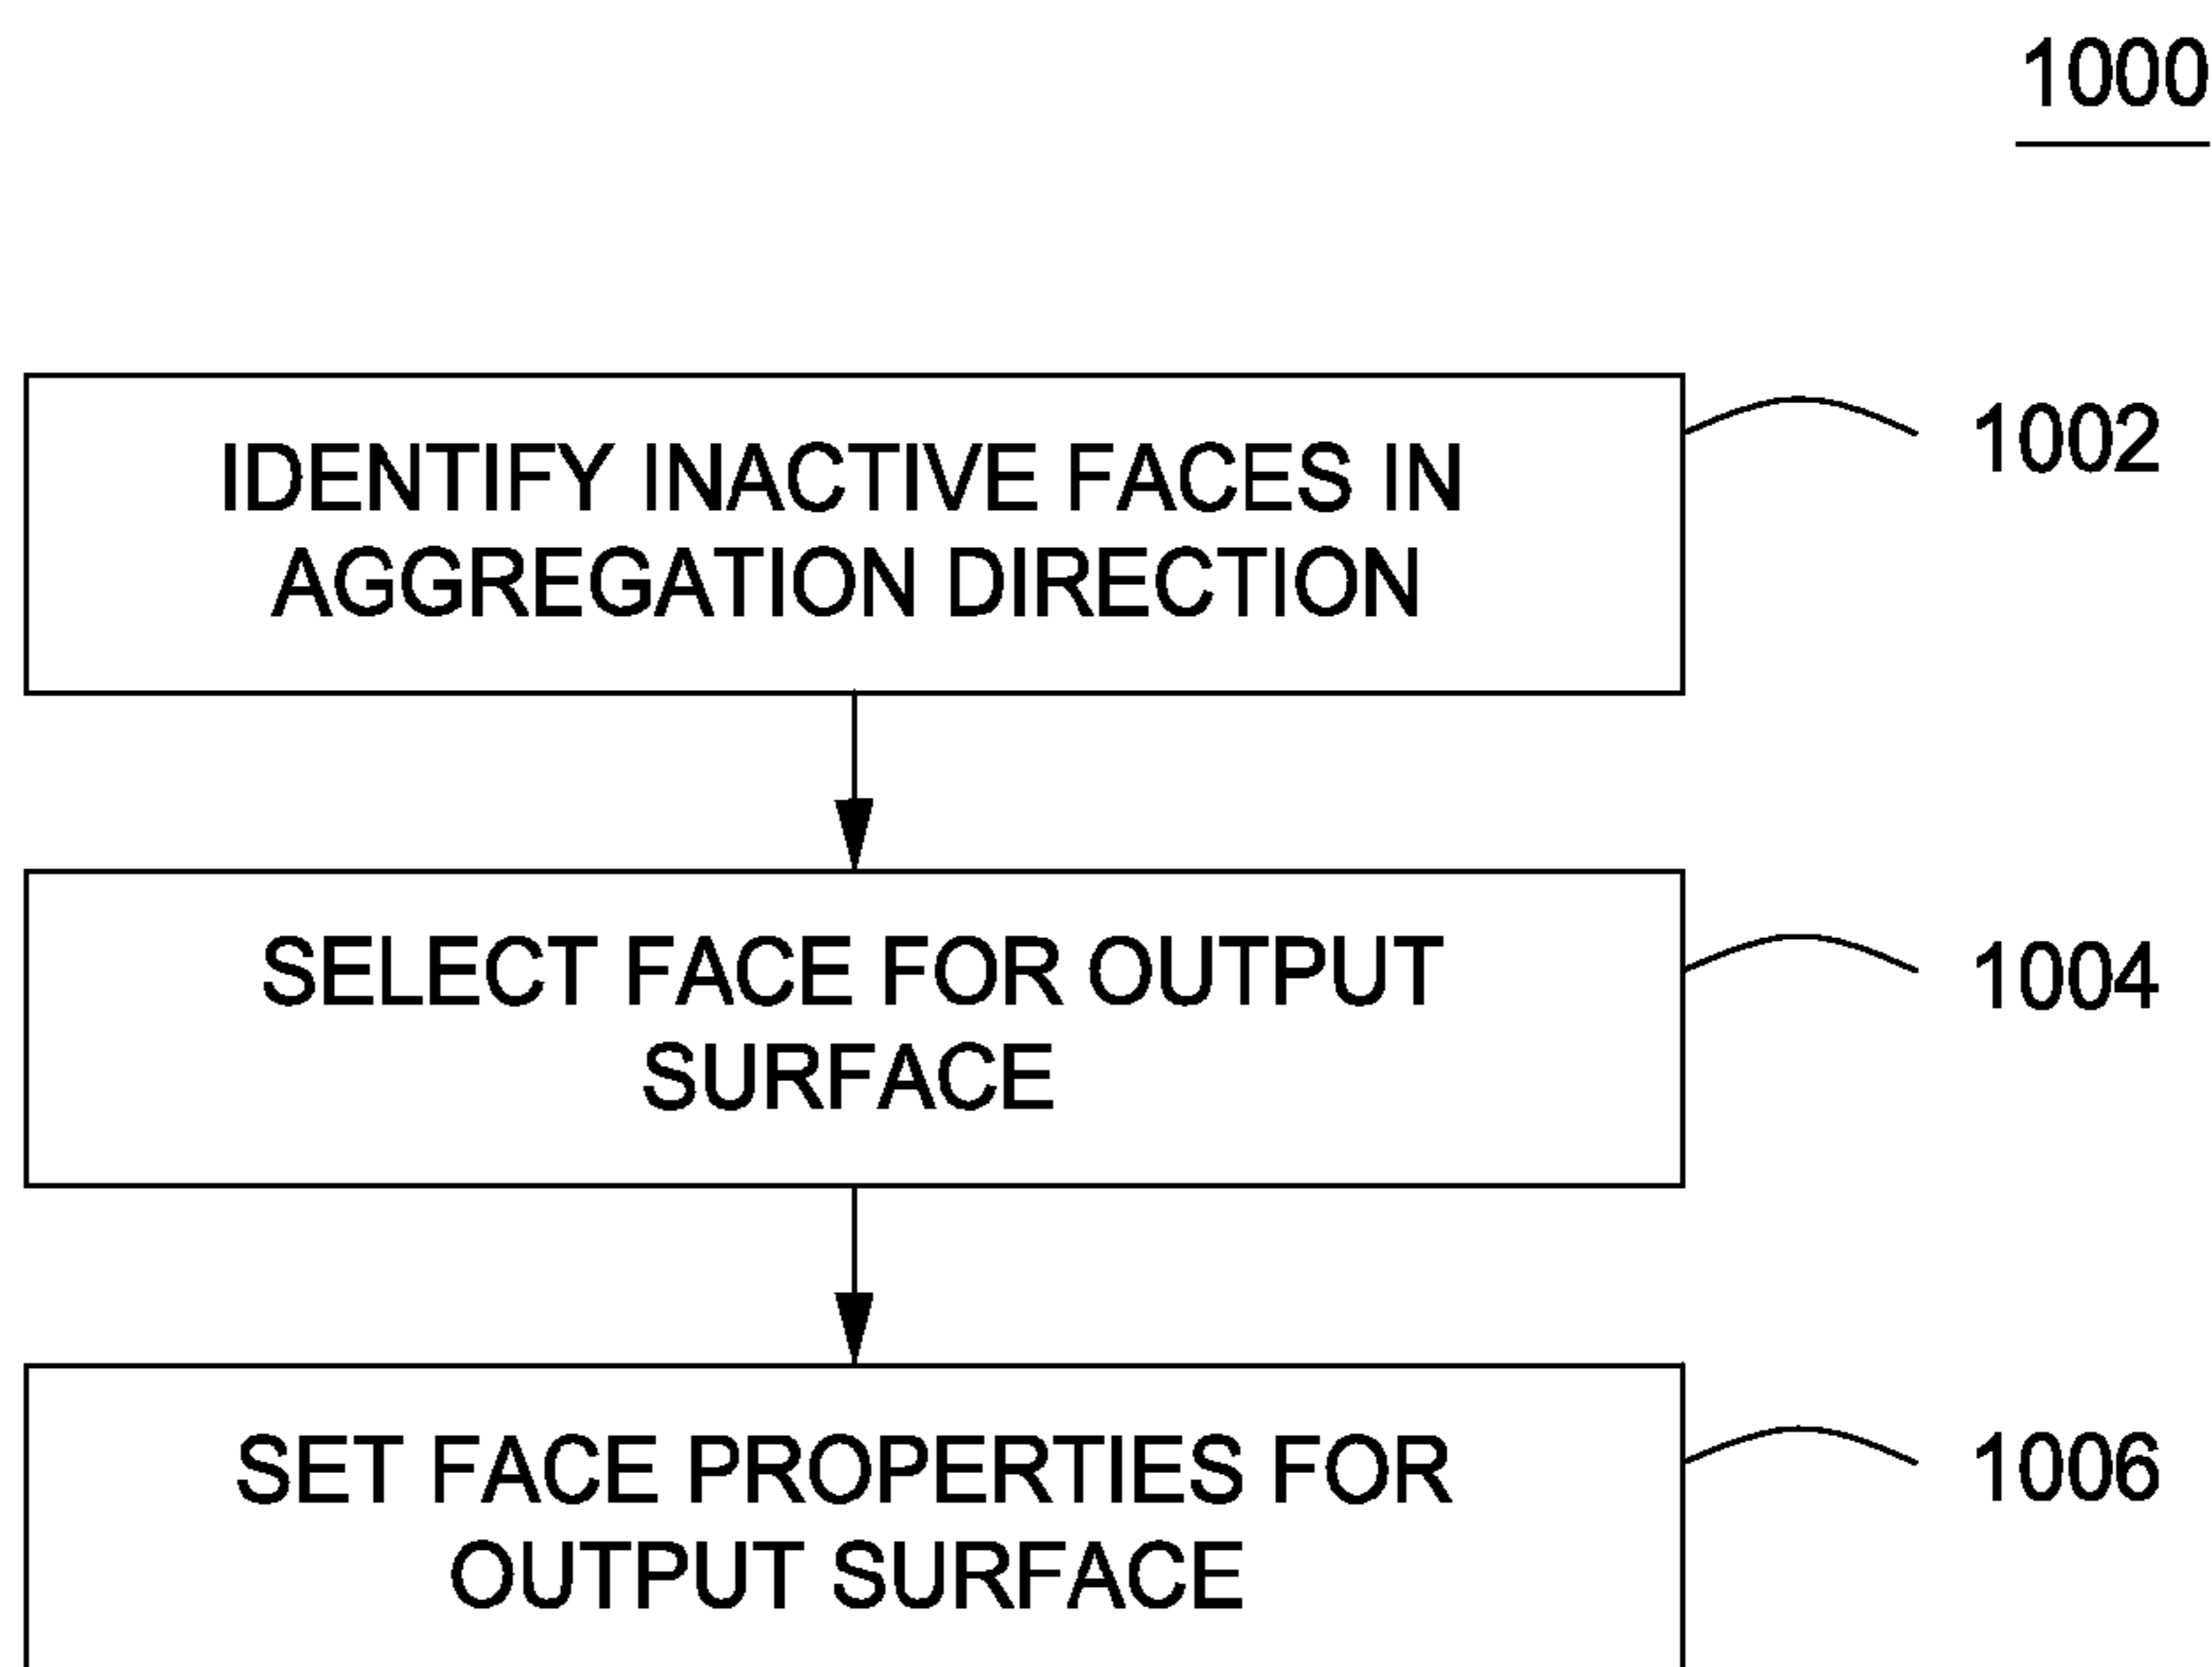 1000
IDENTIFY INACTIVE FACES IN
AGGREGATION DIRECTION
1002
SELECT FACE FOR OUTPUT
SURFACE
1004
SET FACE PROPERTIES FOR
OUTPUT SURFACE
1006